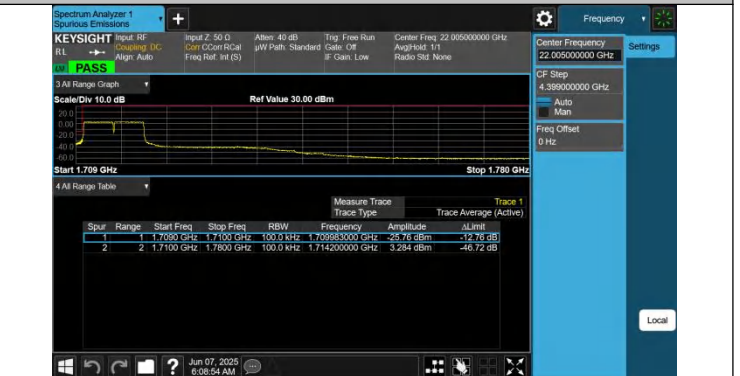 Spectrum Analyzer 1
Spurious Emissions
+
Frequency
KEYSIGHT Input: RF Input Z: 50 Ω Atten: 40 dB Trig: Free Run Center Freq: 22.005000000 GHz
RL Coupling: DC Corr CCorr RCal µW Path: Standard Gate: Off Avg|Hold: 1/1
Align: Auto Freq Ref: Int (S) IF Gain: Low Radio Std: None
PASS
Center Frequency
22.005000000 GHz
Settings
CF Step
4.399000000 GHz
Auto
Man
Freq Offset
0 Hz
3 All Range Graph
Scale/Div 10.0 dB Ref Value 30.00 dBm
20.0
0.00
-20.0
-40.0
-60.0
Start 1.709 GHz Stop 1.780 GHz
4 All Range Table
Measure Trace Trace 1
Trace Type Trace Average (Active)
Spur Range Start Freq Stop Freq RBW Frequency Amplitude ΔLimit
1 1 1.7090 GHz 1.7100 GHz 100.0 kHz 1.709983000 GHz -25.76 dBm -12.76 dB
2 2 1.7100 GHz 1.7800 GHz 100.0 kHz 1.714200000 GHz 3.284 dBm -46.72 dB
Local
? Jun 07, 2025
6:08:54 AM